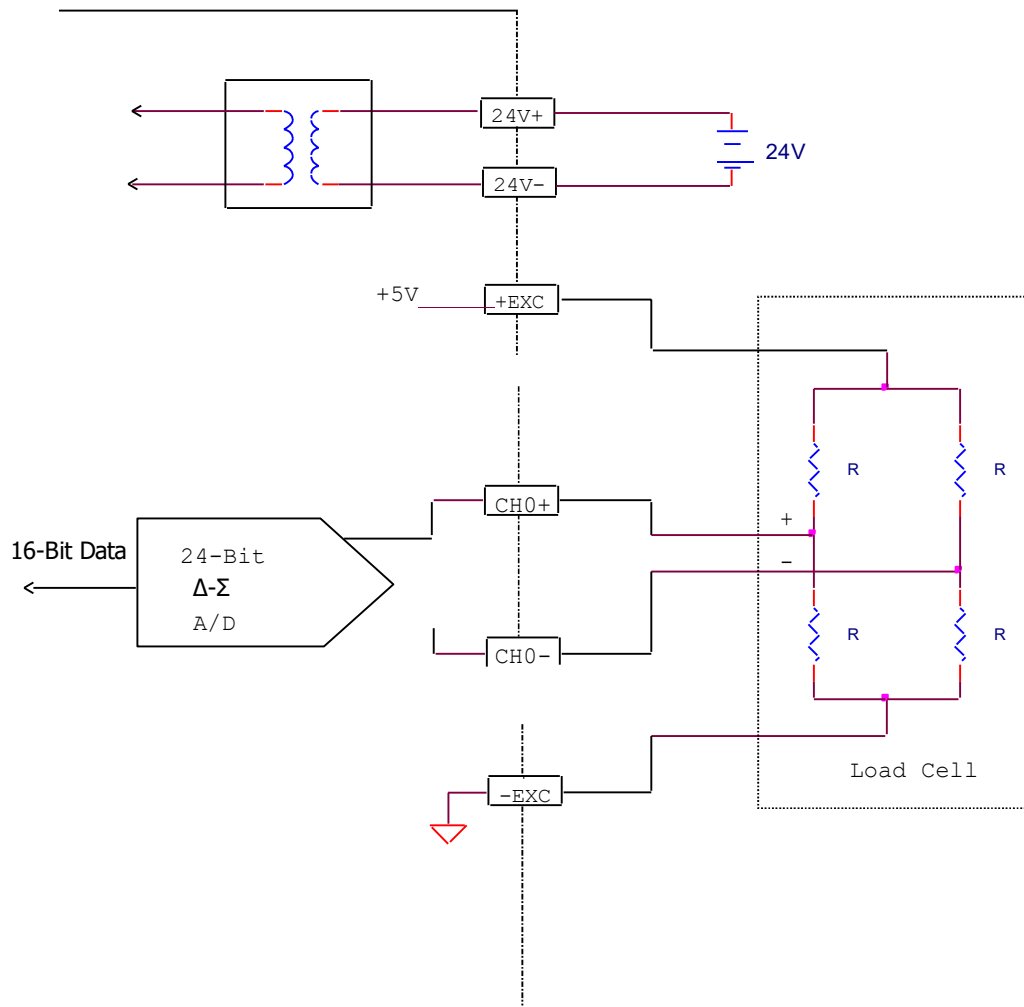 24V+
24V
24V-
+5V
+EXC
R
R
CH0+
+
16-Bit Data
24-Bit
Δ-Σ
A/D
-
R
R
CH0-
Load Cell
-EXC